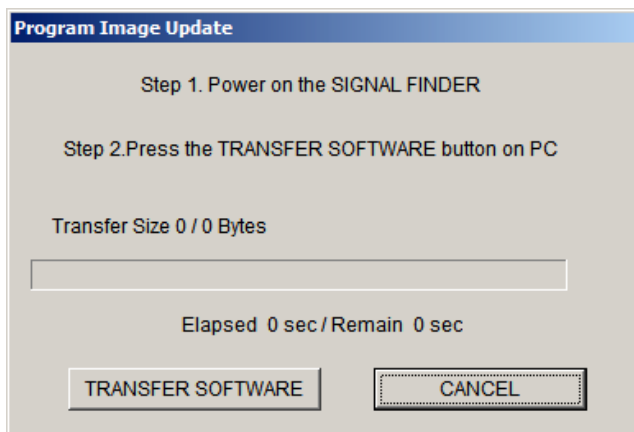 Program Image Update
Step 1. Power on the SIGNAL FINDER
Step 2.Press the TRANSFER SOFTWARE button on PC
Transfer Size 0 / 0 Bytes
Elapsed 0 sec / Remain 0 sec
TRANSFER SOFTWARE
CANCEL